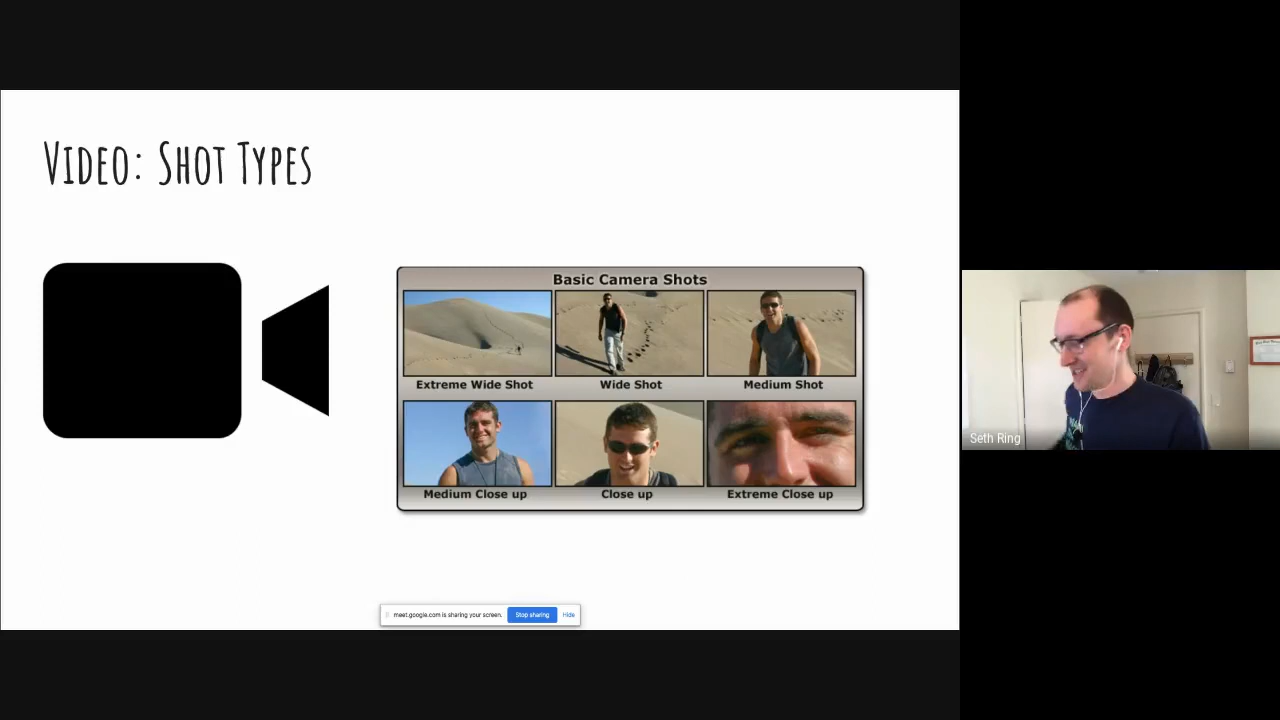 Video: Shot Types
Basic Camera Shots
Extreme Wide Shot
Wide Shot
Medium Shot
Medium Close up
Close up
Extreme Close up
meet.google.com is sharing your screen.
Stop sharing
Hide
Seth Ring